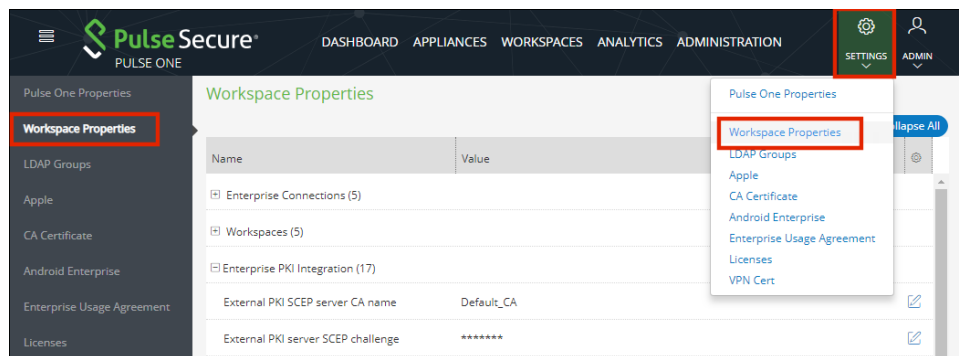 Pulse Secure®
PULSE ONE
DASHBOARD APPLIANCES WORKSPACES ANALYTICS ADMINISTRATION
SETTINGS
ADMIN
Pulse One Properties
Workspace Properties
LDAP Groups
Apple
CA Certificate
Android Enterprise
Enterprise Usage Agreement
Licenses
Workspace Properties
Name Value
Enterprise Connections (5)
Workspaces (5)
Enterprise PKI Integration (17)
External PKI SCEP server CA name Default_CA
External PKI server SCEP challenge *******
Pulse One Properties
Workspace Properties
LDAP Groups
Apple
CA Certificate
Android Enterprise
Enterprise Usage Agreement
Licenses
VPN Cert
All